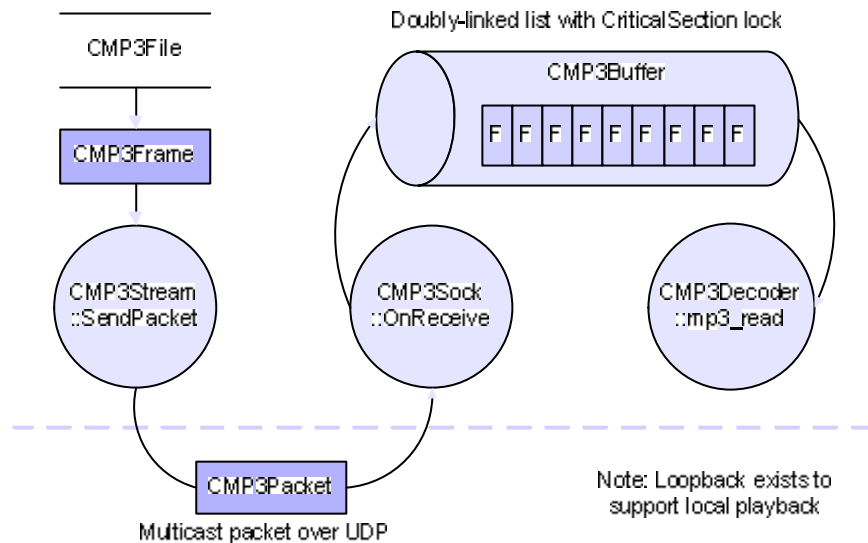 CMP3File
Doubly-linked list with CriticalSection lock
CMP3Buffer
F F F F F F F F F
CMP3Frame
CMP3Stream
::SendPacket
CMP3Sock
::OnReceive
CMP3Decoder
::mp3_read
CMP3Packet
Multicast packet over UDP
Note: Loopback exists to
support local playback